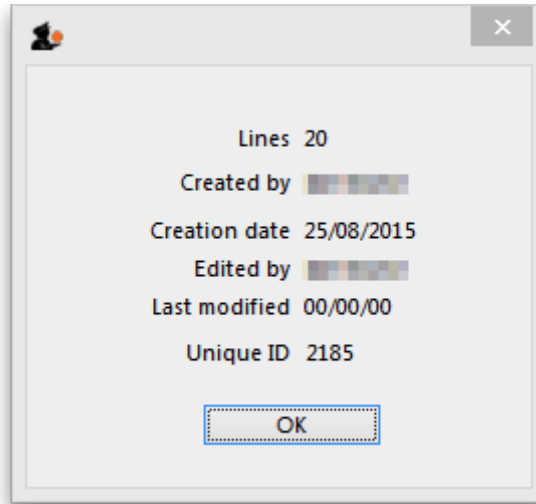 Lines 20
Created by
Creation date 25/08/2015
Edited by
Last modified 00/00/00
Unique ID 2185
OK